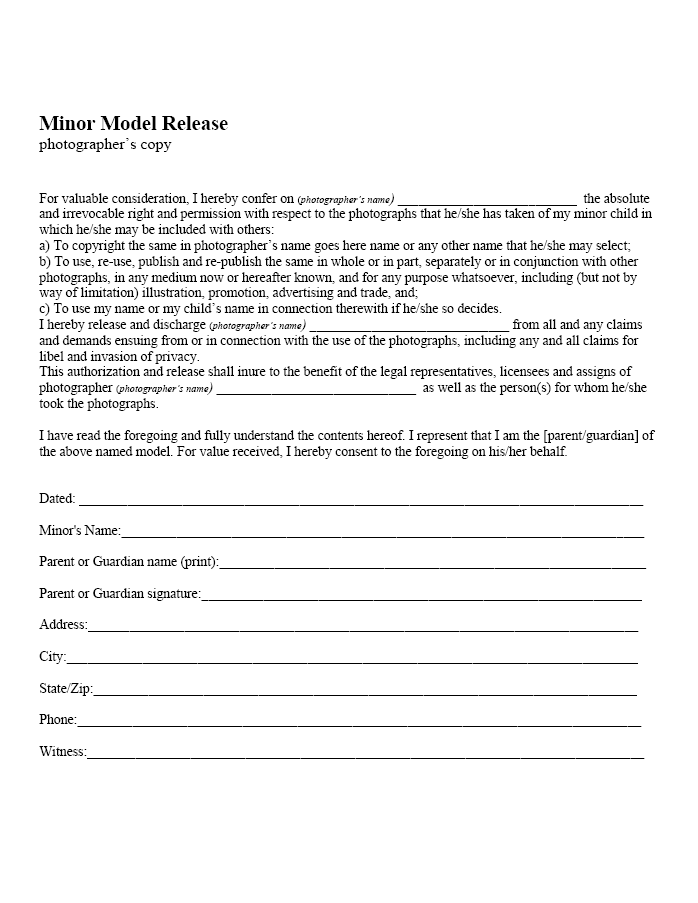 Minor Model Release
photographer's copy
For valuable consideration, I hereby confer on (photographer's name) __________________________ the absolute
and irrevocable right and permission with respect to the photographs that he/she has taken of my minor child in
which he/she may be included with others:
a) To copyright the same in photographer's name goes here name or any other name that he/she may select;
b) To use, re-use, publish and re-publish the same in whole or in part, separately or in conjunction with other
photographs, in any medium now or hereafter known, and for any purpose whatsoever, including (but not by
way of limitation) illustration, promotion, advertising and trade, and;
c) To use my name or my child's name in connection therewith if he/she so decides.
I hereby release and discharge (photographer's name) _____________________________ from all and any claims
and demands ensuing from or in connection with the use of the photographs, including any and all claims for
libel and invasion of privacy.
This authorization and release shall inure to the benefit of the legal representatives, licensees and assigns of
photographer (photographer's name) _____________________________ as well as the person(s) for whom he/she
took the photographs.
I have read the foregoing and fully understand the contents hereof. I represent that I am the [parent/guardian] of
the above named model. For value received, I hereby consent to the foregoing on his/her behalf.
Dated: ______________________________
Minor's Name:______________________________
Parent or Guardian name (print):______________________________
Parent or Guardian signature:______________________________
Address:______________________________
City:______________________________
State/Zip:______________________________
Phone:______________________________
Witness:______________________________